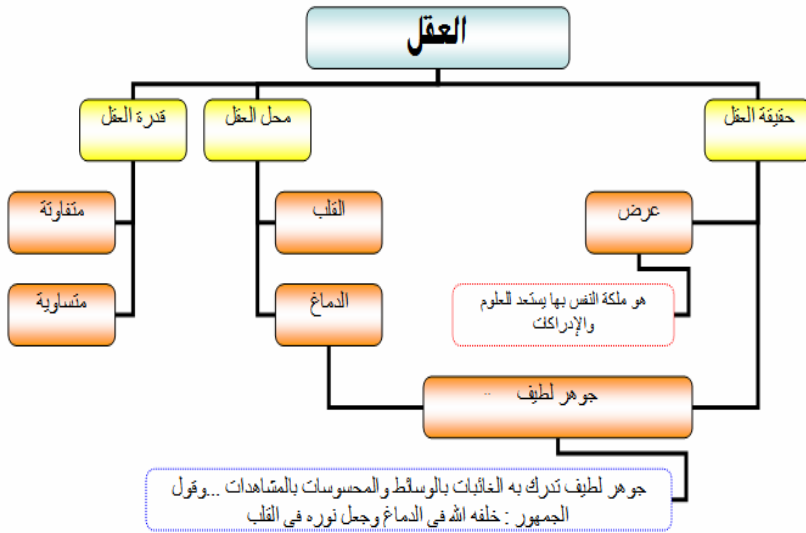 العقل
حقيقة العقل
محل العقل
قدرة العقل
عرض
القلب
متفاوتة
هو ملكة النفس بها يستعد للعلوم
والإدراكات
الدماغ
متساوية
جوهر لطيف ..
جوهر لطيف تدرك به الغائبات بالوسائط والمحسوسات بالمشاهدات ...وقول
الجمهور : خلقه الله في الدماغ وجعل نوره في القلب